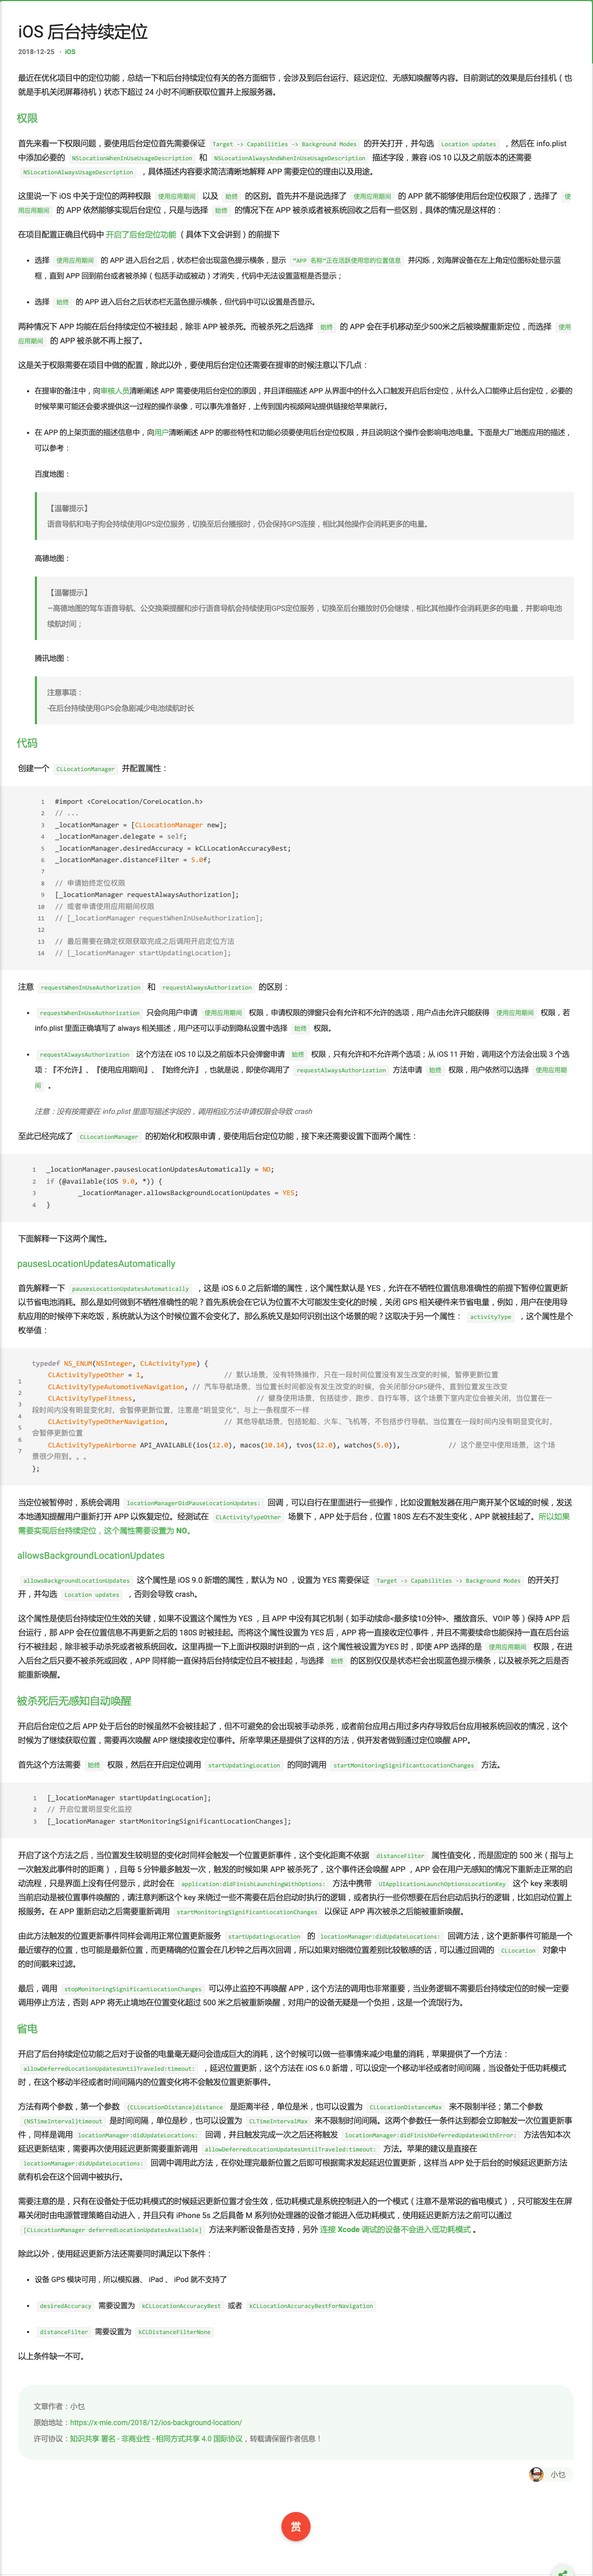 iOS 后台持续定位
2018-12-25 · iOS
最近在优化项目中的定位功能，总结一下和后台持续定位有关的各方面细节，会涉及到后台运行、延迟定位、无感知唤醒等内容。目前测试的效果是后台挂机（也
就是手机关闭屏幕待机）状态下超过 24 小时不间断获取位置并上报服务器。
权限
首先来看一下权限问题，要使用后台定位首先需要保证 Target -> Capabilities -> Background Modes 的开关打开，并勾选 Location updates ，然后在 info.plist
中添加必要的 NSLocationWhenInUseUsageDescription 和 NSLocationAlwaysAndWhenInUseUsageDescription 描述字段，兼容 iOS 10 以及之前版本的还需要
NSLocationAlwaysUsageDescription ，具体描述内容要求简洁清晰地解释 APP 需要定位的理由以及用途。
这里说一下 iOS 中关于定位的两种权限 使用应用期间 以及 始终 的区别。首先并不是说选择了 使用应用期间 的 APP 就不能够使用后台定位权限了，选择了 使
用应用期间 的 APP 依然能够实现后台定位，只是与选择 始终 的情况下在 APP 被杀或者被系统回收之后有一些区别，具体的情况是这样的：
在项目配置正确且代码中 开启了后台定位功能 （具体下文会讲到）的前提下
• 选择 使用应用期间 的 APP 进入后台之后，状态栏会出现蓝色提示横条，显示 "APP 名称"正在活跃使用您的位置信息 并闪烁，刘海屏设备在左上角定位图标处显示蓝
框，直到 APP 回到前台或者被杀掉（包括手动或被动）才消失，代码中无法设置蓝框是否显示；
• 选择 始终 的 APP 进入后台之后状态栏无蓝色提示横条，但代码中可以设置是否显示。
两种情况下 APP 均能在后台持续定位不被挂起，除非 APP 被杀死。而被杀死之后选择 始终 的 APP 会在手机移动至少500米之后被唤醒重新定位，而选择 使用
应用期间 的 APP 被杀就不再上报了。
这是关于权限需要在项目中做的配置，除此以外，要使用后台定位还需要在提审的时候注意以下几点：
• 在提审的备注中，向审核人员清晰阐述 APP 需要使用后台定位的原因，并且详细描述 APP 从界面中的什么入口触发开启后台定位，从什么入口能停止后台定位，必要的
时候苹果可能还会要求提供这一过程的操作录像，可以事先准备好，上传到国内视频网站提供链接给苹果就行。
• 在 APP 的上架页面的描述信息中，向用户清晰阐述 APP 的哪些特性和功能必须要使用后台定位权限，并且说明这个操作会影响电池电量。下面是大厂地图应用的描述，
可以参考：
百度地图：
【温馨提示】
语音导航和电子狗会持续使用GPS定位服务，切换至后台播报时，仍会保持GPS连接，相比其他操作会消耗更多的电量。
高德地图：
【温馨提示】
—高德地图的驾车语音导航、公交换乘提醒和步行语音导航会持续使用GPS定位服务，切换至后台播放时仍会继续，相比其他操作会消耗更多的电量，并影响电池
续航时间；
腾讯地图：
注意事项：
-在后台持续使用GPS会急剧减少电池续航时长
代码
创建一个 CLLocationManager 并配置属性：
1 #import <CoreLocation/CoreLocation.h>
2 // ...
3 _locationManager = [CLLocationManager new];
4 _locationManager.delegate = self;
5 _locationManager.desiredAccuracy = kCLLocationAccuracyBest;
6 _locationManager.distanceFilter = 5.0f;
7
8 // 申请始终定位权限
9 [_locationManager requestAlwaysAuthorization];
10 // 或者申请使用应用期间权限
11 // [_locationManager requestWhenInUseAuthorization];
12
13 // 最后需要在确定权限获取完成之后调用开启定位方法
14 // [_locationManager startUpdatingLocation];
注意 requestWhenInUseAuthorization 和 requestAlwaysAuthorization 的区别：
• requestWhenInUseAuthorization 只会向用户申请 使用应用期间 权限，申请权限的弹窗只会有允许和不允许的选项，用户点击允许只能获得 使用应用期间 权限，若
info.plist 里面正确填写了 always 相关描述，用户还可以手动到隐私设置中选择 始终 权限。
• requestAlwaysAuthorization 这个方法在 iOS 10 以及之前版本只会弹窗申请 始终 权限，只有允许和不允许两个选项；从 iOS 11 开始，调用这个方法会出现 3 个选
项：『不允许』、『使用应用期间』、『始终允许』，也就是说，即使你调用了 requestAlwaysAuthorization 方法申请 始终 权限，用户依然可以选择 使用应用期
间 。
注意：没有按需要在 info.plist 里面写描述字段的，调用相应方法申请权限会导致 crash
至此已经完成了 CLLocationManager 的初始化和权限申请，要使用后台定位功能，接下来还需要设置下面两个属性：
1 _locationManager.pausesLocationUpdatesAutomatically = NO;
2 if (@available(iOS 9.0, *)) {
3 _locationManager.allowsBackgroundLocationUpdates = YES;
4 }
下面解释一下这两个属性。
pausesLocationUpdatesAutomatically
首先解释一下 pausesLocationUpdatesAutomatically ，这是 iOS 6.0 之后新增的属性，这个属性默认是 YES，允许在不牺牲位置信息准确性的前提下暂停位置更新
以节省电池消耗。那么是如何做到不牺牲准确性的呢？首先系统会在它认为位置不大可能发生变化的时候，关闭 GPS 相关硬件来节省电量，例如，用户在使用导
航应用的时候停下来吃饭，系统就认为这个时候位置不会变化了。那么系统又是如何识别出这个场景的呢？这取决于另一个属性： activityType ，这个属性是个
枚举值：
typedef NS_ENUM(NSInteger, CLActivityType) {
1 CLActivityTypeOther = 1, // 默认场景，没有特殊操作，只在一段时间位置没有发生改变的时候，暂停更新位置
2 CLActivityTypeAutomotiveNavigation, // 汽车导航场景，当位置长时间都没有发生改变的时候，会关闭部分GPS硬件，直到位置发生改变
3 CLActivityTypeFitness, // 健身使用场景，包括徒步、跑步、自行车等，这个场景下室内定位会被关闭，当位置在一
4 段时间内没有明显变化时，会暂停更新位置，注意是“明显变化”，与上一条程度不一样
5 CLActivityTypeOtherNavigation, // 其他导航场景，包括轮船、火车、飞机等，不包括步行导航，当位置在一段时间内没有明显变化时，
6 会暂停更新位置
7 CLActivityTypeAirborne API_AVAILABLE(ios(12.0), macos(10.14), tvos(12.0), watchos(5.0)), // 这个是空中使用场景，这个场
景很少用到。。。
};
当定位被暂停时，系统会调用 locationManagerDidPauseLocationUpdates: 回调，可以自行在里面进行一些操作，比如设置触发器在用户离开某个区域的时候，发送
本地通知提醒用户重新打开 APP 以恢复定位。经测试在 CLActivityTypeOther 场景下，APP 处于后台，位置 180S 左右不发生变化，APP 就被挂起了。所以如果
需要实现后台持续定位，这个属性需要设置为 NO。
allowsBackgroundLocationUpdates
allowsBackgroundLocationUpdates 这个属性是 iOS 9.0 新增的属性，默认为 NO ，设置为 YES 需要保证 Target -> Capabilities -> Background Modes 的开关打
开，并勾选 Location updates ，否则会导致 crash。
这个属性是使后台持续定位生效的关键，如果不设置这个属性为 YES ，且 APP 中没有其它机制（如手动续命<最多续10分钟>、播放音乐、VOIP 等）保持 APP 后
台运行，那 APP 会在位置信息不再更新之后的 180S 时被挂起。而将这个属性设置为 YES 后，APP 将一直接收定位事件，并且不需要续命也能保持一直在后台运
行不被挂起，除非被手动杀死或者被系统回收。这里再提一下上面讲权限时讲到的一点，这个属性被设置为YES 时，即使 APP 选择的是 使用应用期间 权限，在进
入后台之后只要不被杀死或回收，APP 同样能一直保持后台持续定位且不被挂起，与选择 始终 的区别仅仅是状态栏会出现蓝色提示横条，以及被杀死之后是否
能重新唤醒。
被杀死后无感知自动唤醒
开启后台定位之后 APP 处于后台的时候虽然不会被挂起了，但不可避免的会出现被手动杀死，或者前台应用占用过多内存导致后台应用被系统回收的情况，这个
时候为了继续获取位置，需要再次唤醒 APP 继续接收定位事件。所幸苹果还是提供了这样的方法，供开发者做到通过定位唤醒 APP。
首先这个方法需要 始终 权限，然后在开启定位调用 startUpdatingLocation 的同时调用 startMonitoringSignificantLocationChanges 方法。
1 [_locationManager startUpdatingLocation];
2 // 开启位置明显变化监控
3 [_locationManager startMonitoringSignificantLocationChanges];
开启了这个方法之后，当位置发生较明显的变化时同样会触发一个位置更新事件，这个变化距离不依据 distanceFilter 属性值变化，而是固定的 500 米（指与上
一次触发此事件时的距离），且每 5 分钟最多触发一次，触发的时候如果 APP 被杀死了，这个事件还会唤醒 APP ，APP 会在用户无感知的情况下重新走正常的启
动流程，只是界面上没有任何显示，此时会在 application:didFinishLaunchingWithOptions: 方法中携带 UIApplicationLaunchOptionsLocationKey 这个 key 来表明
当前启动是被位置事件唤醒的，请注意判断这个 key 来绕过一些不需要在后台启动时执行的逻辑，或者执行一些你想要在后台启动后执行的逻辑，比如启动位置上
报服务。在 APP 重新启动之后需要重新调用 startMonitoringSignificantLocationChanges 以保证 APP 再次被杀之后能被重新唤醒。
由此方法触发的位置更新事件同样会调用正常位置更新服务 startUpdatingLocation 的 locationManager:didUpdateLocations: 回调方法，这个更新事件可能是一个
最近缓存的位置，也可能是最新位置，而更精确的位置会在几秒钟之后再次回调，所以如果对细微位置差别比较敏感的话，可以通过回调的 CLLocation 对象中
的时间戳来过滤。
最后，调用 stopMonitoringSignificantLocationChanges 可以停止监控不再唤醒 APP，这个方法的调用也非常重要，当业务逻辑不需要后台持续定位的时候一定要
调用停止方法，否则 APP 将无止境地在位置变化超过 500 米之后被重新唤醒，对用户的设备无疑是一个负担，这是一个流氓行为。
省电
开启了后台持续定位功能之后对于设备的电量毫无疑问会造成巨大的消耗，这个时候可以做一些事情来减少电量的消耗，苹果提供了一个方法：
allowDeferredLocationUpdatesUntilTraveled:timeout: ，延迟位置更新，这个方法在 iOS 6.0 新增，可以设定一个移动半径或者时间间隔，当设备处于低功耗模式
时，在这个移动半径或者时间间隔内的位置变化将不会触发位置更新事件。
方法有两个参数，第一个参数 (CLLocationDistance)distance 是距离半径，单位是米，也可以设置为 CLLocationDistanceMax 来不限制半径；第二个参数
(NSTimeInterval)timeout 是时间间隔，单位是秒，也可以设置为 CLTimeIntervalMax 来不限制时间间隔。这两个参数任一条件达到都会立即触发一次位置更新事
件，同样是调用 locationManager:didUpdateLocations: 回调，并且触发完成一次之后还将触发 locationManager:didFinishDeferredUpdatesWithError: 方法告知本次
延迟更新结束，需要再次使用延迟更新需要重新调用 allowDeferredLocationUpdatesUntilTraveled:timeout: 方法。苹果的建议是直接在
locationManager:didUpdateLocations: 回调中调用此方法，在你处理完最新位置之后即可根据需求发起延迟位置更新，这样当 APP 处于后台的时候延迟更新方法
就有机会在这个回调中被执行。
需要注意的是，只有在设备处于低功耗模式的时候延迟更新位置才会生效，低功耗模式是系统控制进入的一个模式（注意不是常说的省电模式），只可能发生在屏
幕关闭时由电源管理策略自动进入，并且只有 iPhone 5s 之后具备 M 系列协处理器的设备才能进入低功耗模式，使用延迟更新方法之前可以通过
[CLLocationManager deferredLocationUpdatesAvailable] 方法来判断设备是否支持，另外 连接 Xcode 调试的设备不会进入低功耗模式 。
除此以外，使用延迟更新方法还需要同时满足以下条件：
• 设备 GPS 模块可用，所以模拟器、 iPad 、 iPod 就不支持了
• desiredAccuracy 需要设置为 kCLLocationAccuracyBest 或者 kCLLocationAccuracyBestForNavigation
• distanceFilter 需要设置为 kCLDistanceFilterNone
以上条件缺一不可。
文章作者：小乜
原始地址：https://x-mie.com/2018/12/ios-background-location/
许可协议：知识共享 署名 - 非商业性 - 相同方式共享 4.0 国际协议，转载请保留作者信息！
小乜
赏